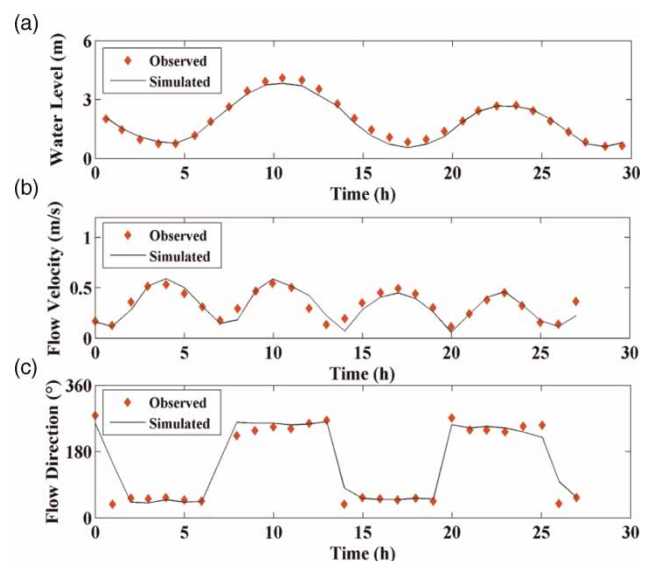 (a)
Water Level (m)
6
3
0
Observed
Simulated
0 5 10 15 20 25 30
Time (h)
(b)
Flow Velocity (m/s)
1
0.5
0
Observed
Simulated
0 5 10 15 20 25 30
Time (h)
(c)
Flow Direction (°)
360
180
0
Observed
Simulated
0 5 10 15 20 25 30
Time (h)